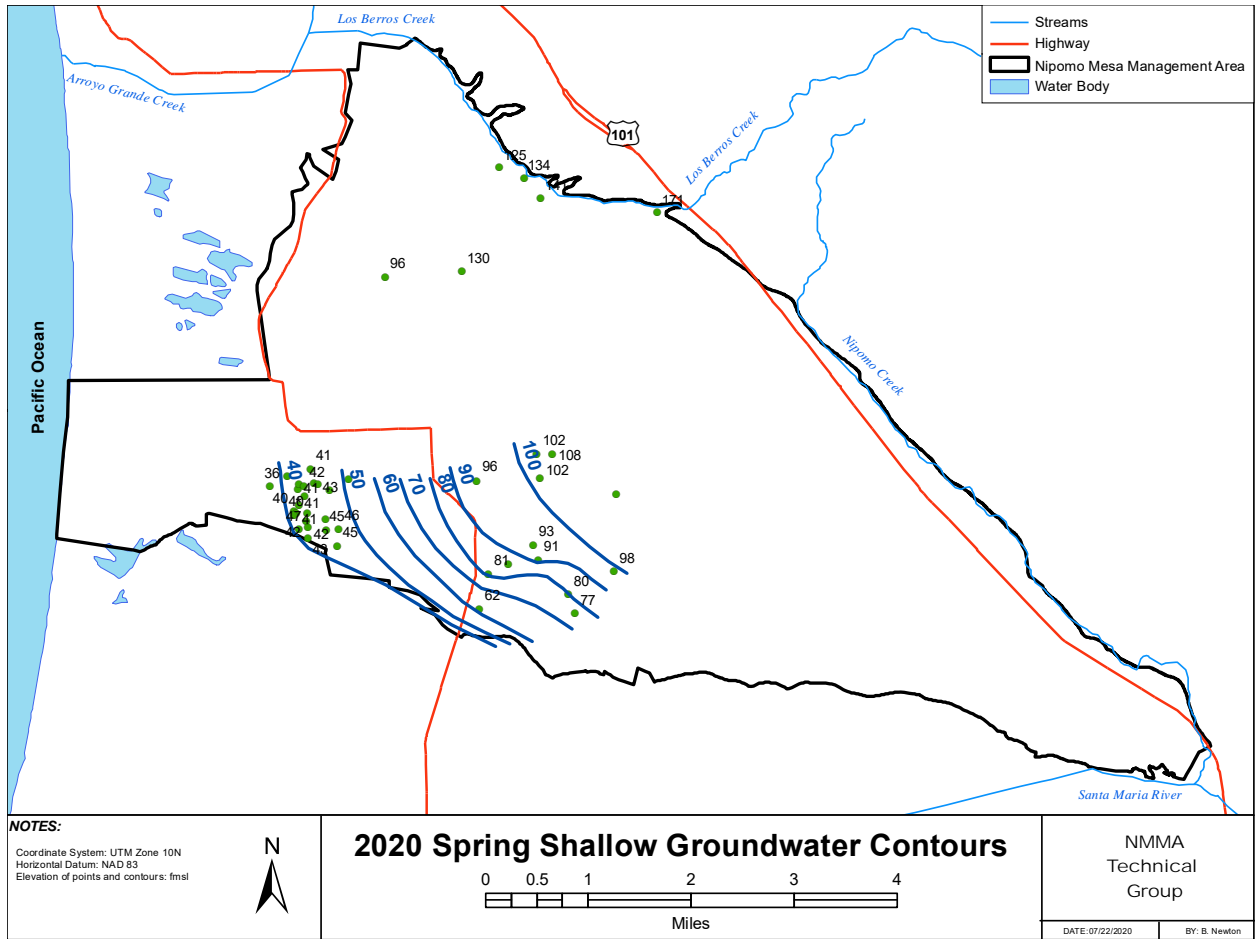 Los Berros Creek
Streams
Highway
Nipomo Mesa Management Area
Water Body
Arroyo Grande Creek
101
Los Berros Creek
125
134
171
96
130
Pacific Ocean
Nipomo Creek
41
102
108
36
40
42
50
96
100
102
41
43
60
70
80
90
40
41
47
41
45
46
42
45
93
91
81
98
80
62
77
Santa Maria River
NOTES:
Coordinate System: UTM Zone 10N
Horizontal Datum: NAD 83
Elevation of points and contours: fmsl
N
2020 Spring Shallow Groundwater Contours
0 0.5 1 2 3 4
Miles
NMMA
Technical
Group
DATE:07/22/2020
BY: B. Newton